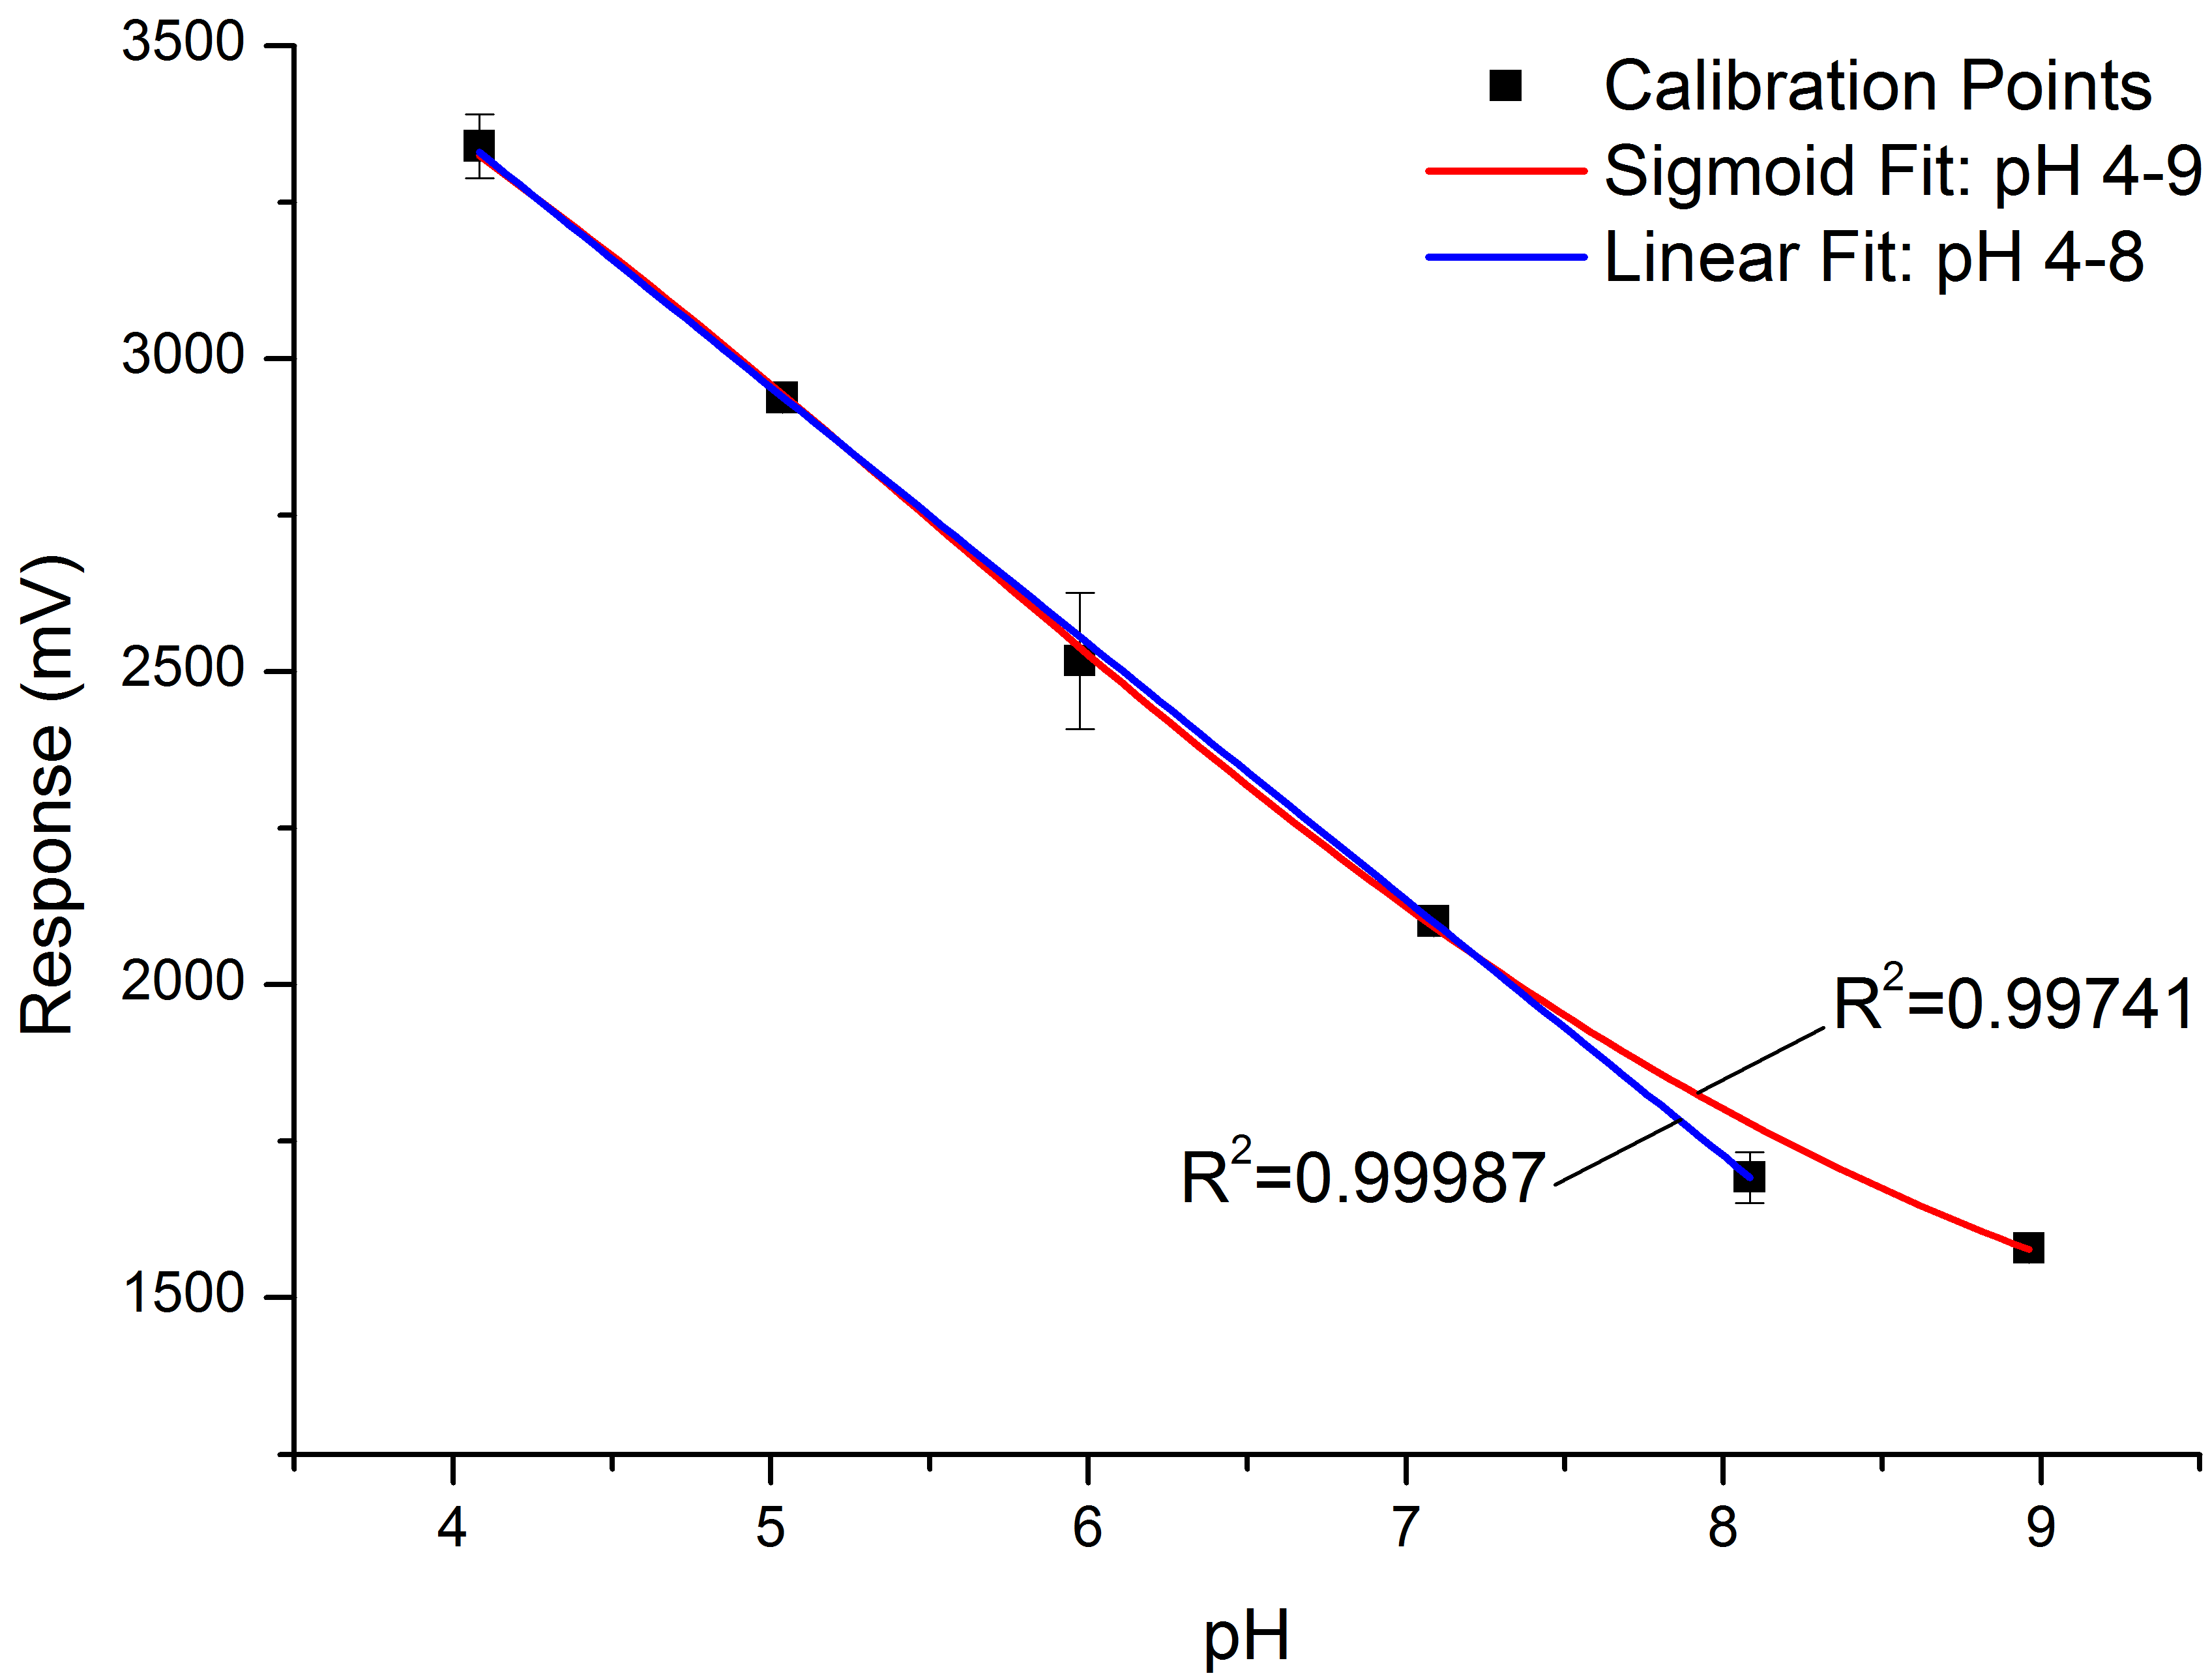 3500
3000
2500
2000
1500
Response (mV)
Calibration Points
Sigmoid Fit: pH 4-9
Linear Fit: pH 4-8
R²=0.99741
R²=0.99987
4 5 6 7 8 9
pH